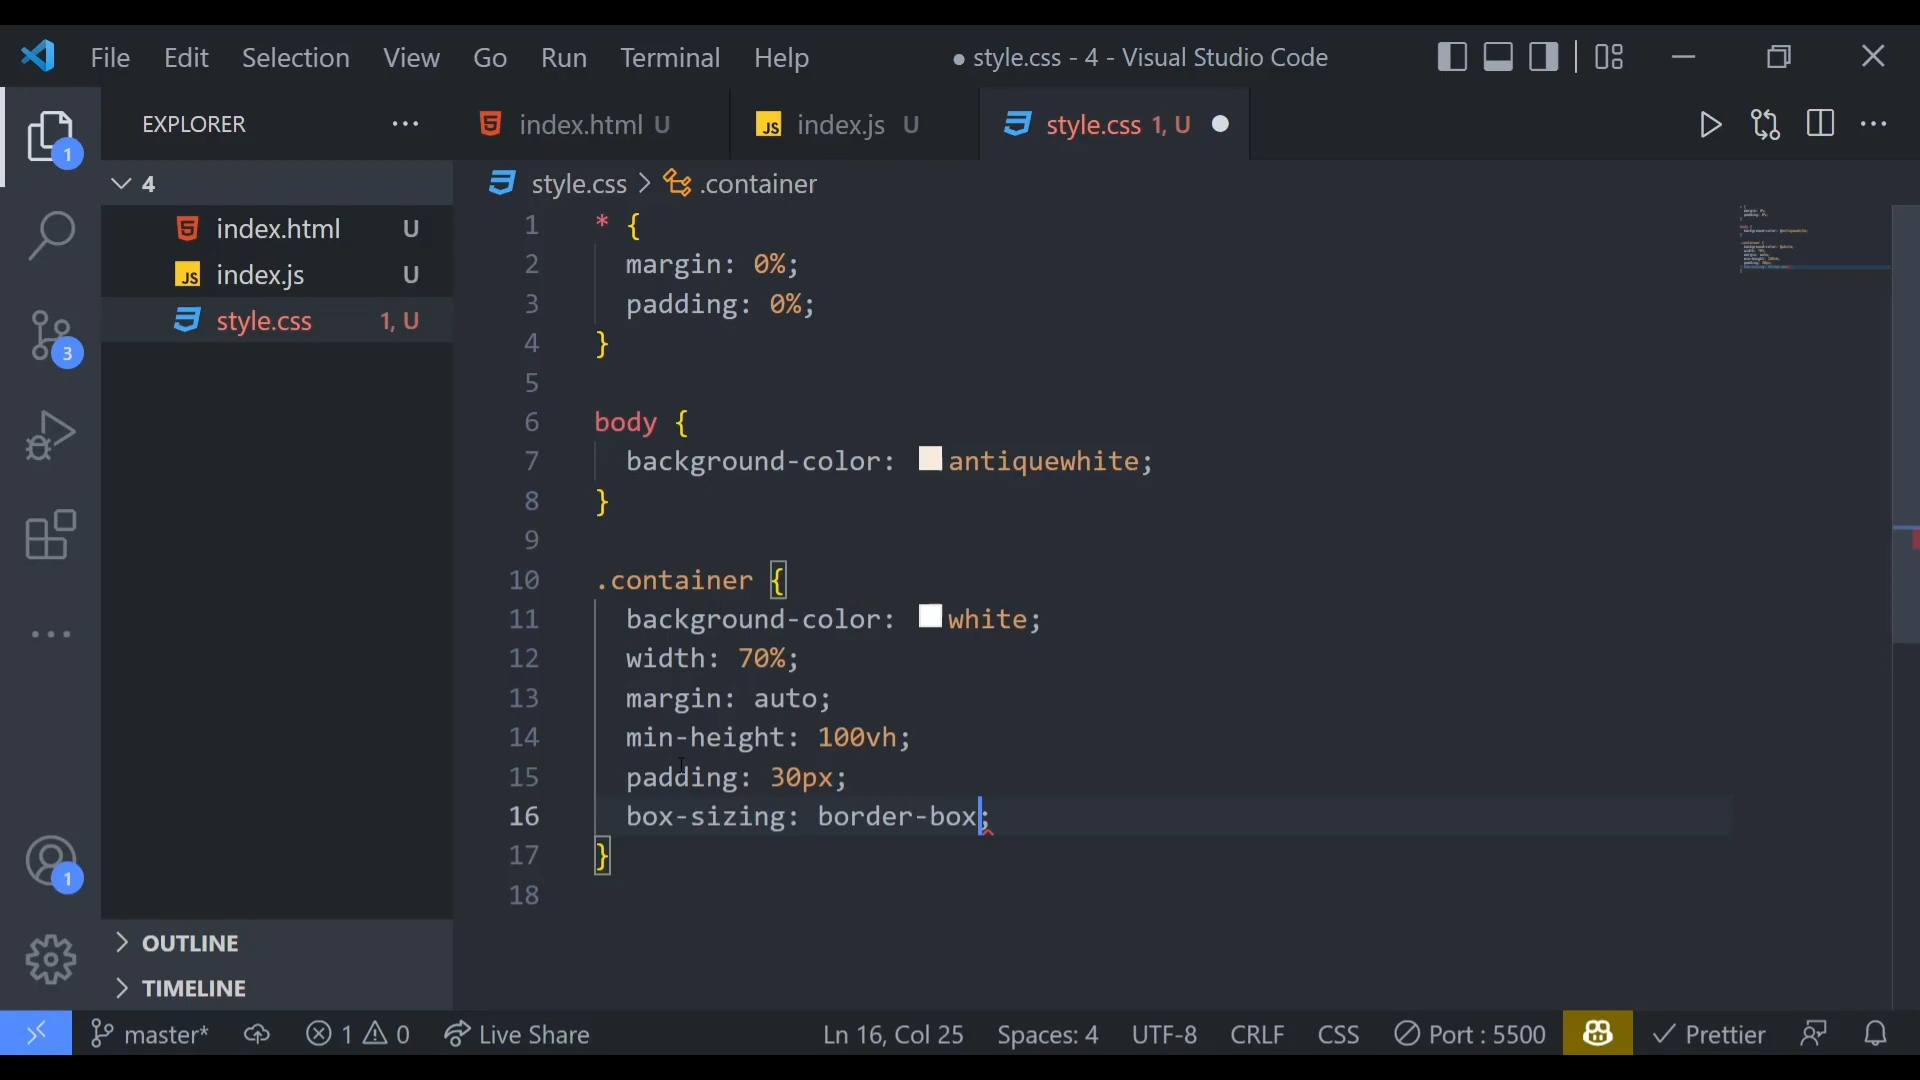 File Edit Selection View Go Run Terminal Help ● style.css - 4 - Visual Studio Code
EXPLORER ··· index.html U JS index.js U style.css 1, U ●
1
4
style.css > .container
index.html U
JS index.js U
style.css 1, U
3
1 * {
2 margin: 0%;
3 padding: 0%;
4 }
5
6 body {
7 background-color: antiquewhite;
8 }
9
10 .container {
11 background-color: white;
12 width: 70%;
13 margin: auto;
14 min-height: 100vh;
15 padding: 30px;
16 box-sizing: border-box;
17 }
18
1
OUTLINE
TIMELINE
master* 1 0 Live Share Ln 16, Col 25 Spaces: 4 UTF-8 CRLF CSS Port : 5500 Prettier